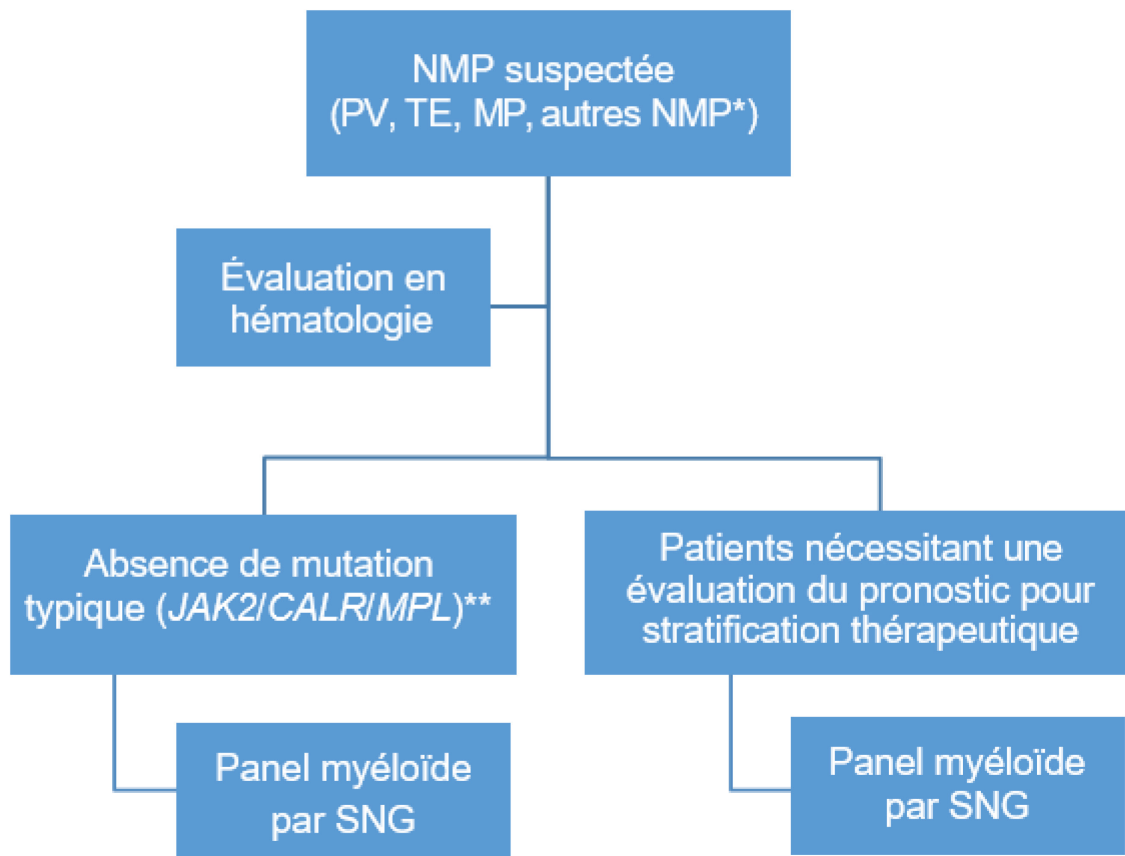 NMP suspectée
(PV, TE, MP, autres NMP*)
Évaluation en
hématologie
Absence de mutation
typique (JAK2/CALR/MPL)**
Patients nécessitant une
évaluation du pronostic pour
stratification thérapeutique
Panel myéloïde
par SNG
Panel myéloïde
par SNG